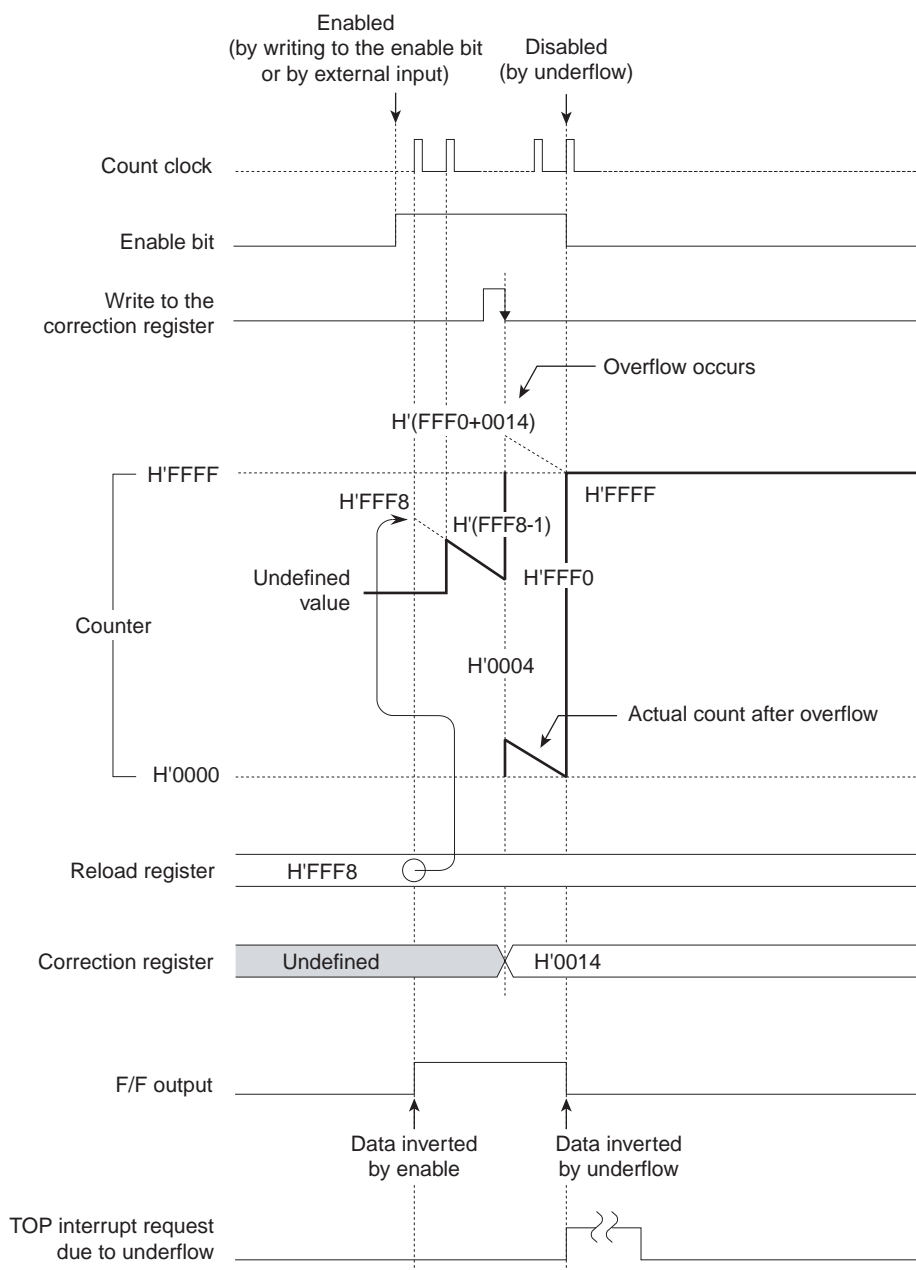 Enabled
(by writing to the enable bit
or by external input)
Disabled
(by underflow)
Count clock
Enable bit
Write to the
correction register
Overflow occurs
H'(FFF0+0014)
H'FFFF
H'FFF8
H'FFFF
H'(FFF8-1)
Undefined
value
H'FFF0
Counter
H'0004
Actual count after overflow
H'0000
Reload register
H'FFF8
Correction register
Undefined
H'0014
F/F output
Data inverted
by enable
Data inverted
by underflow
TOP interrupt request
due to underflow